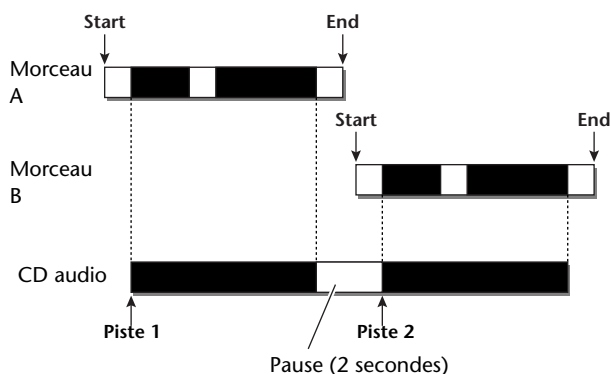 Start End
Morceau
A
Start End
Morceau
B
CD audio
Piste 1 Piste 2
Pause (2 secondes)